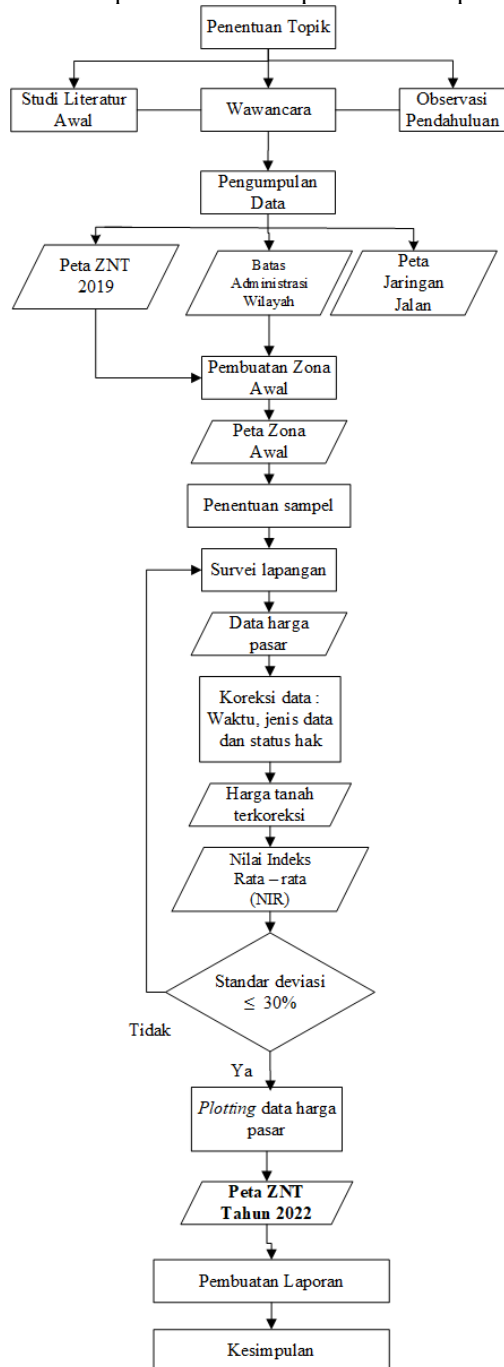 Penentuan Topik
Studi Literatur
Awal
Wawancara
Observasi
Pendahuluan
Pengumpulan
Data
Peta ZNT
2019
Batas
Administrasi
Wilayah
Peta
Jaringan
Jalan
Pembuatan Zona
Awal
Peta Zona
Awal
Penentuan sampel
Survei lapangan
Data harga
pasar
Koreksi data :
Waktu, jenis data
dan status hak
Harga tanah
terkoreksi
Nilai Indeks
Rata – rata
(NIR)
Standar deviasi
≤ 30%
Tidak
Ya
Plotting data harga
pasar
Peta ZNT
Tahun 2022
Pembuatan Laporan
Kesimpulan